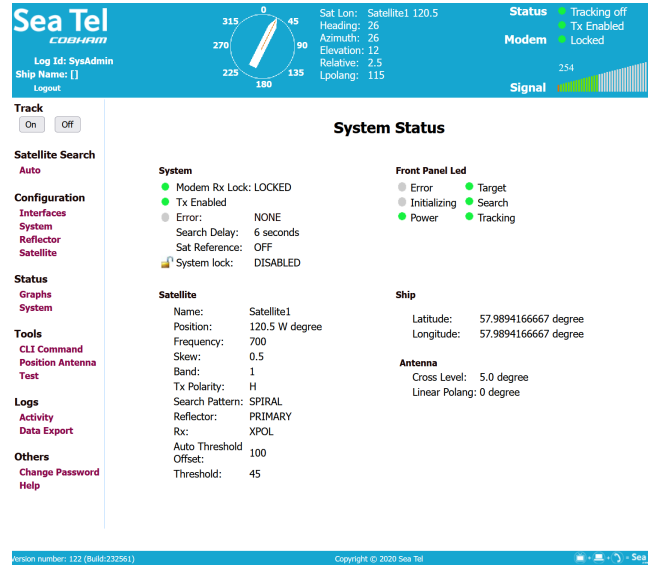 Sea Tel
COBHAM
Log Id: SysAdmin
Ship Name: []
Logout
0
315 45
270 90
225 135
180
Sat Lon: Satellite1 120.5
Heading: 26
Azimuth: 26
Elevation: 12
Relative: 2.5
Lpolang: 115
Status Tracking off
Tx Enabled
Modem Locked
254
Signal
Track
On Off
Satellite Search
Auto
Configuration
Interfaces
System
Reflector
Satellite
Status
Graphs
System
Tools
CLI Command
Position Antenna
Test
Logs
Activity
Data Export
Others
Change Password
Help
System Status
System
Modem Rx Lock: LOCKED
Tx Enabled
Error: NONE
Search Delay: 6 seconds
Sat Reference: OFF
System lock: DISABLED
Front Panel Led
Error Target
Initializing Search
Power Tracking
Satellite
Name: Satellite1
Position: 120.5 W degree
Frequency: 700
Skew: 0.5
Band: 1
Tx Polarity: H
Search Pattern: SPIRAL
Reflector: PRIMARY
Rx: XPOL
Auto Threshold
Offset: 100
Threshold: 45
Ship
Latitude: 57.9894166667 degree
Longitude: 57.9894166667 degree
Antenna
Cross Level: 5.0 degree
Linear Polang: 0 degree
Version number: 122 (Build:232561)
Copyright © 2020 Sea Tel
Sea